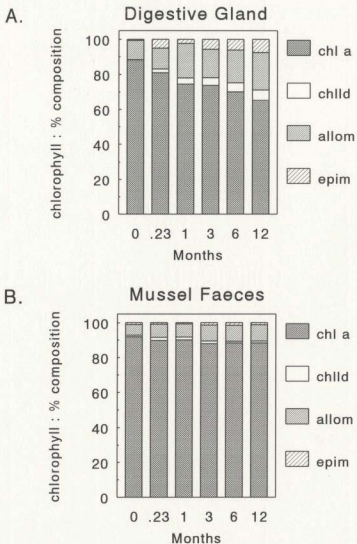 A.
Digestive Gland
chlorophyll : % composition
100
80
60
40
20
0
0 .23 1 3 6 12
Months
chl a
chlld
allom
epim
B.
Mussel Faeces
chlorophyll : % composition
100
80
60
40
20
0
0 .23 1 3 6 12
Months
chl a
chlld
allom
epim